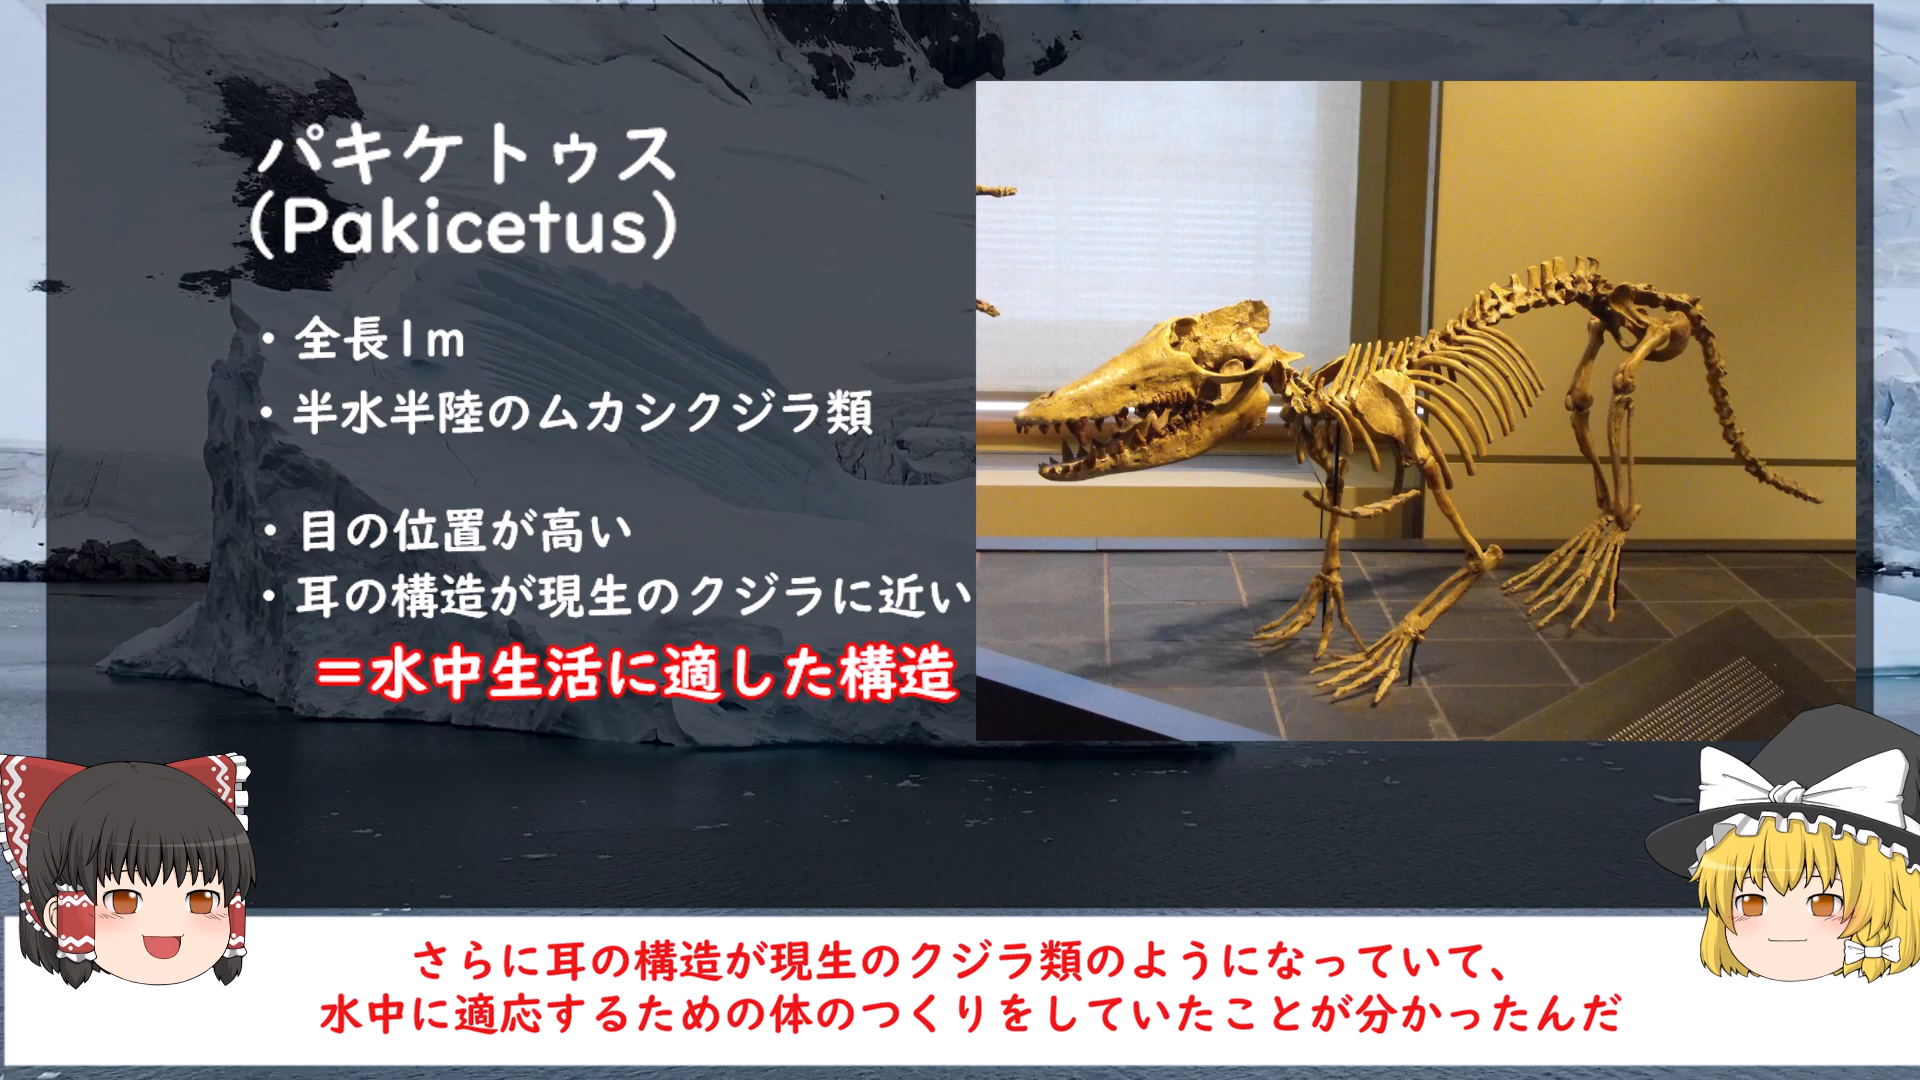 パキケトゥス
(Pakicetus)
・全長1m
・半水半陸のムカシクジラ類
・目の位置が高い
・耳の構造が現生のクジラに近い
＝水中生活に適した構造
さらに耳の構造が現生のクジラ類のようになっていて、
水中に適応するための体のつくりをしていたことが分かったんだ